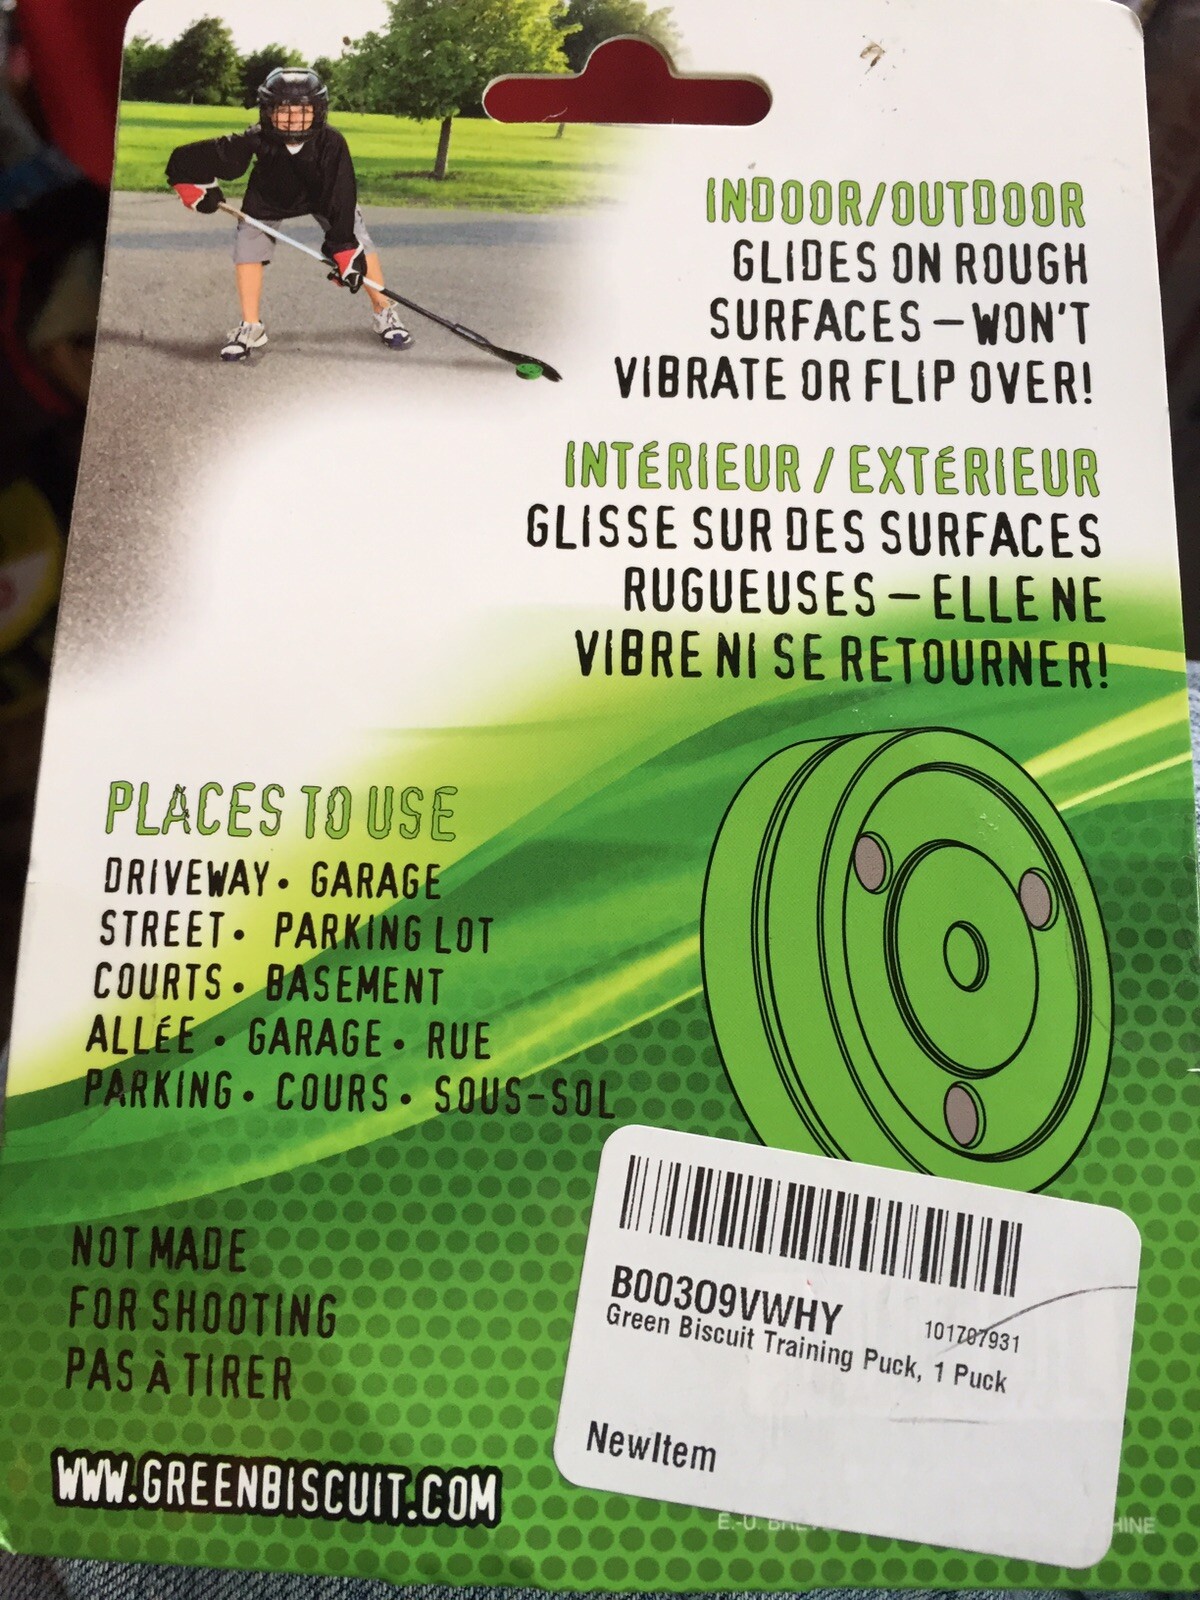 INDOOR/OUTDOOR
GLIDES ON ROUGH
SURFACES – WON'T
VIBRATE OR FLIP OVER!
INTÉRIEUR / EXTÉRIEUR
GLISSE SUR DES SURFACES
RUGUEUSES – ELLE NE
VIBRE NI SE RETOURNER!
PLACES TO USE
DRIVEWAY • GARAGE
STREET • PARKING LOT
COURTS • BASEMENT
ALLÉE • GARAGE • RUE
PARKING • COURS • SOUS-SOL
NOT MADE
FOR SHOOTING
PAS À TIRER
WWW.GREENBISCUIT.COM
B003O9VWHY
101707931
Green Biscuit Training Puck, 1 Puck
NewItem
E.-U.